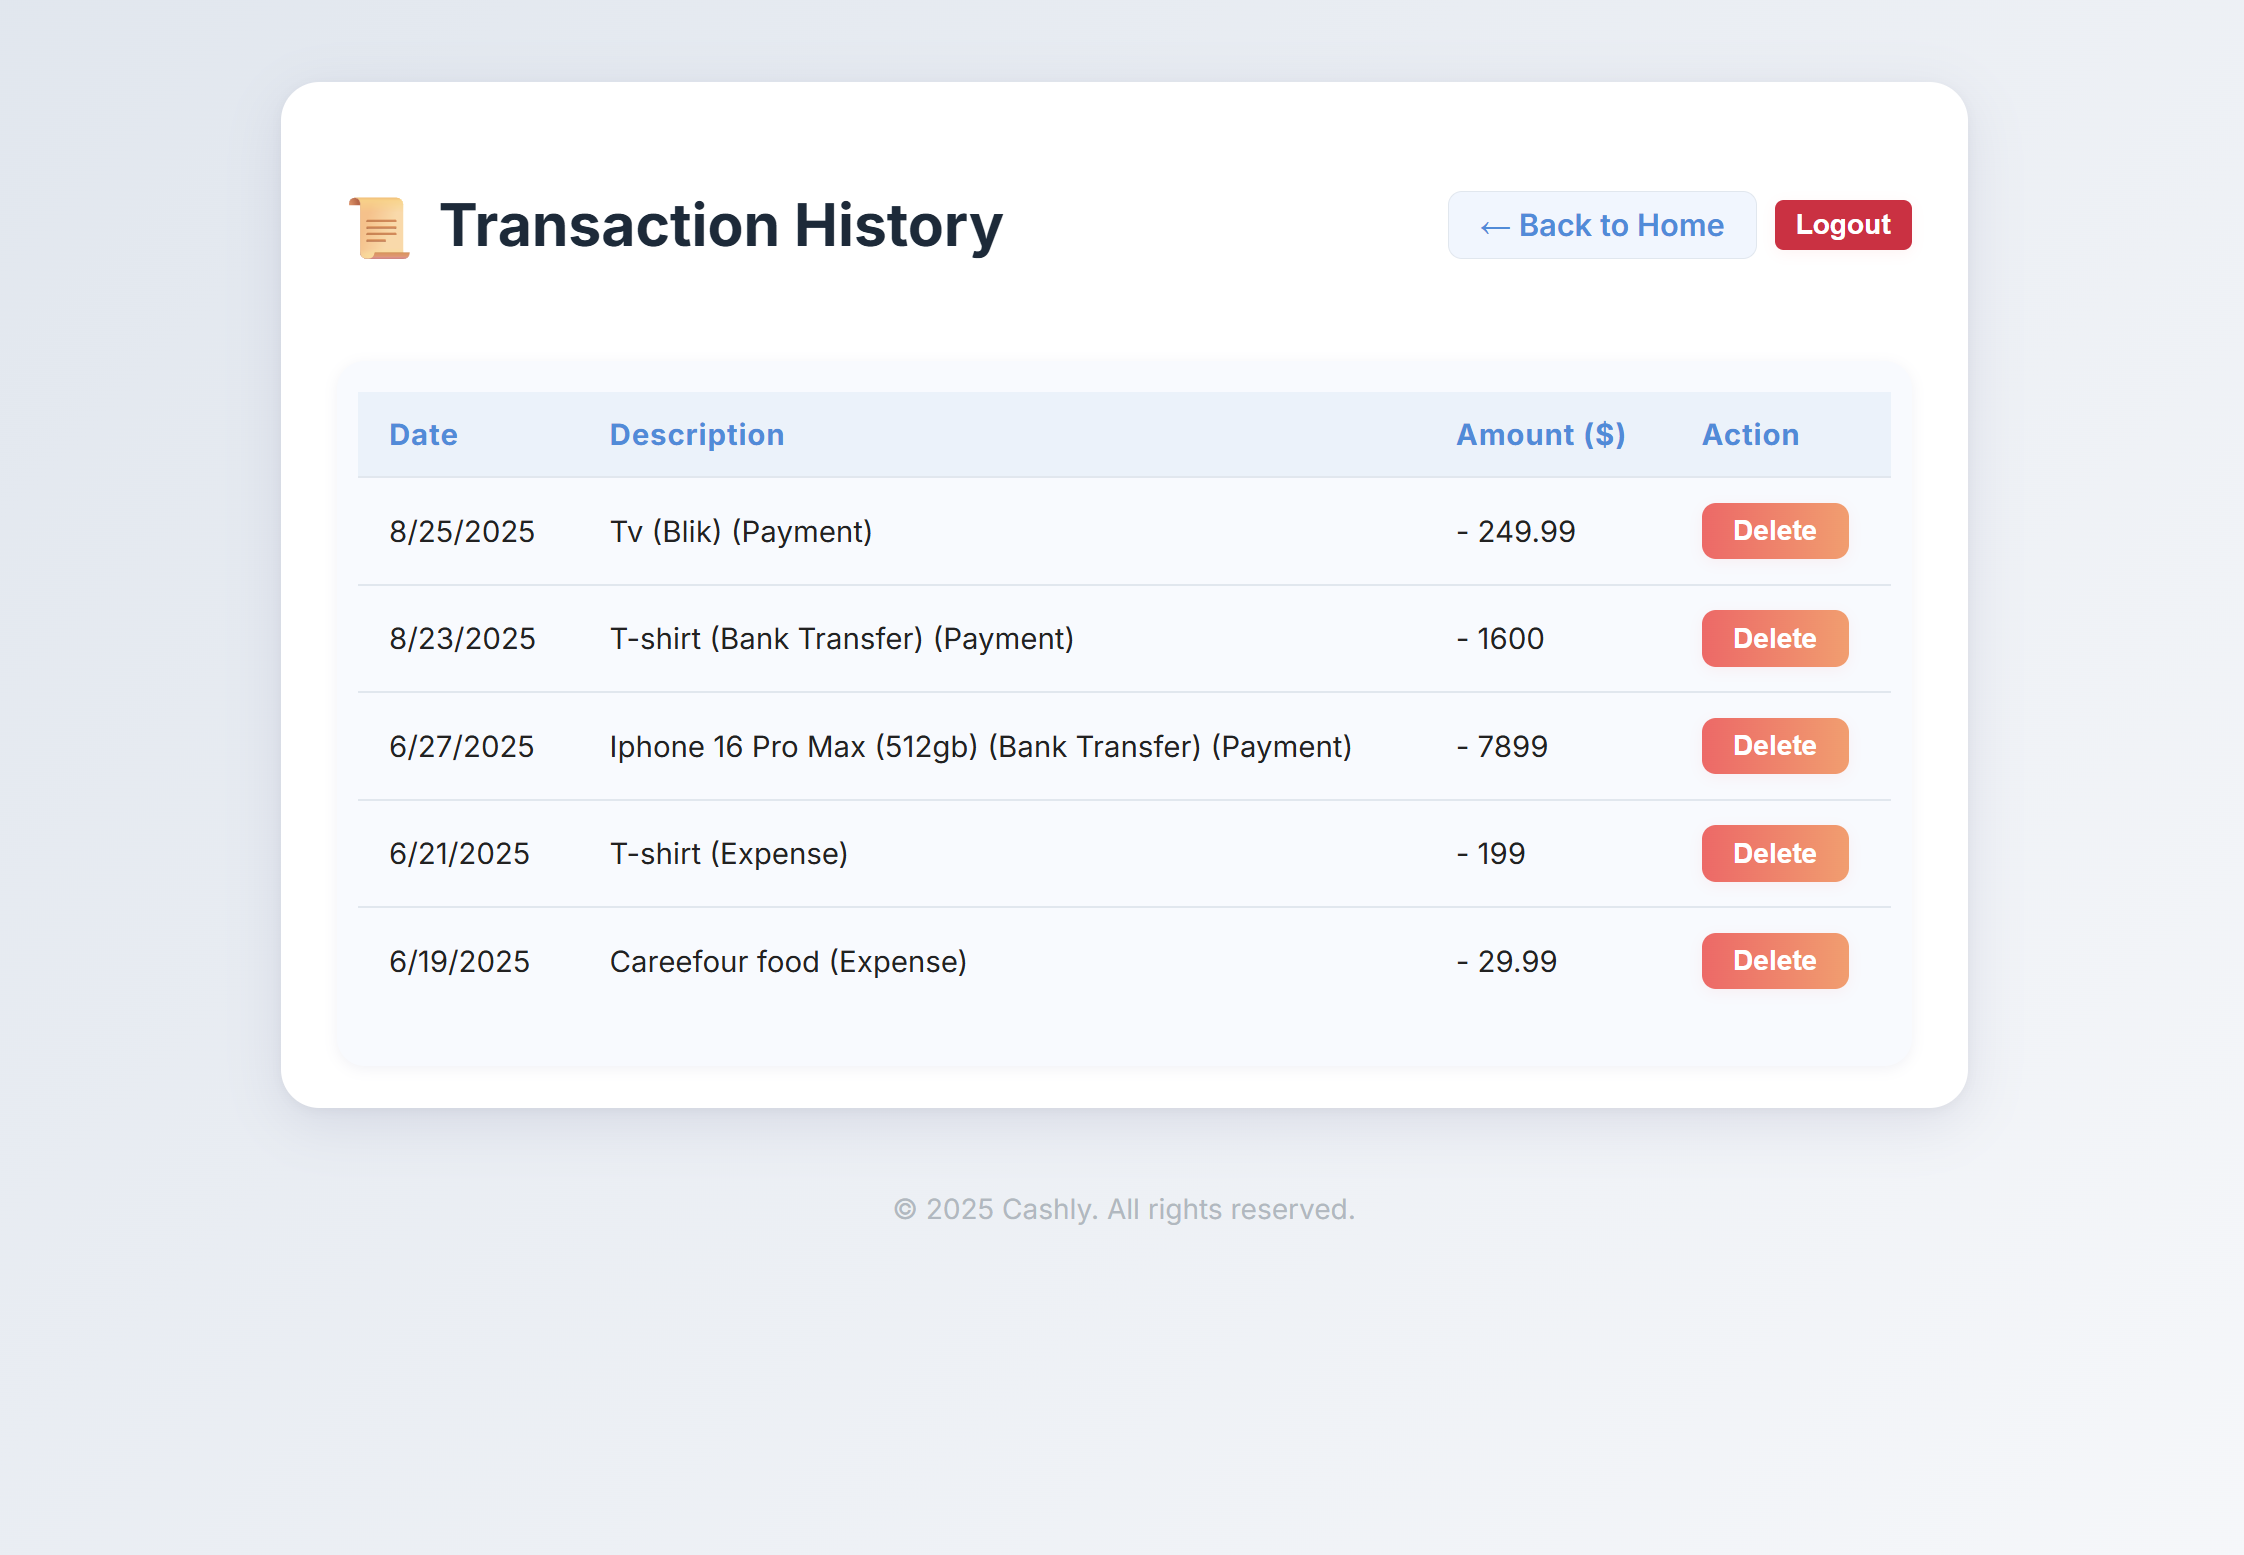 Transaction History
← Back to Home
Logout
Date Description Amount ($) Action
8/25/2025 Tv (Blik) (Payment) - 249.99 Delete
8/23/2025 T-shirt (Bank Transfer) (Payment) - 1600 Delete
6/27/2025 Iphone 16 Pro Max (512gb) (Bank Transfer) (Payment) - 7899 Delete
6/21/2025 T-shirt (Expense) - 199 Delete
6/19/2025 Careefour food (Expense) - 29.99 Delete
© 2025 Cashly. All rights reserved.